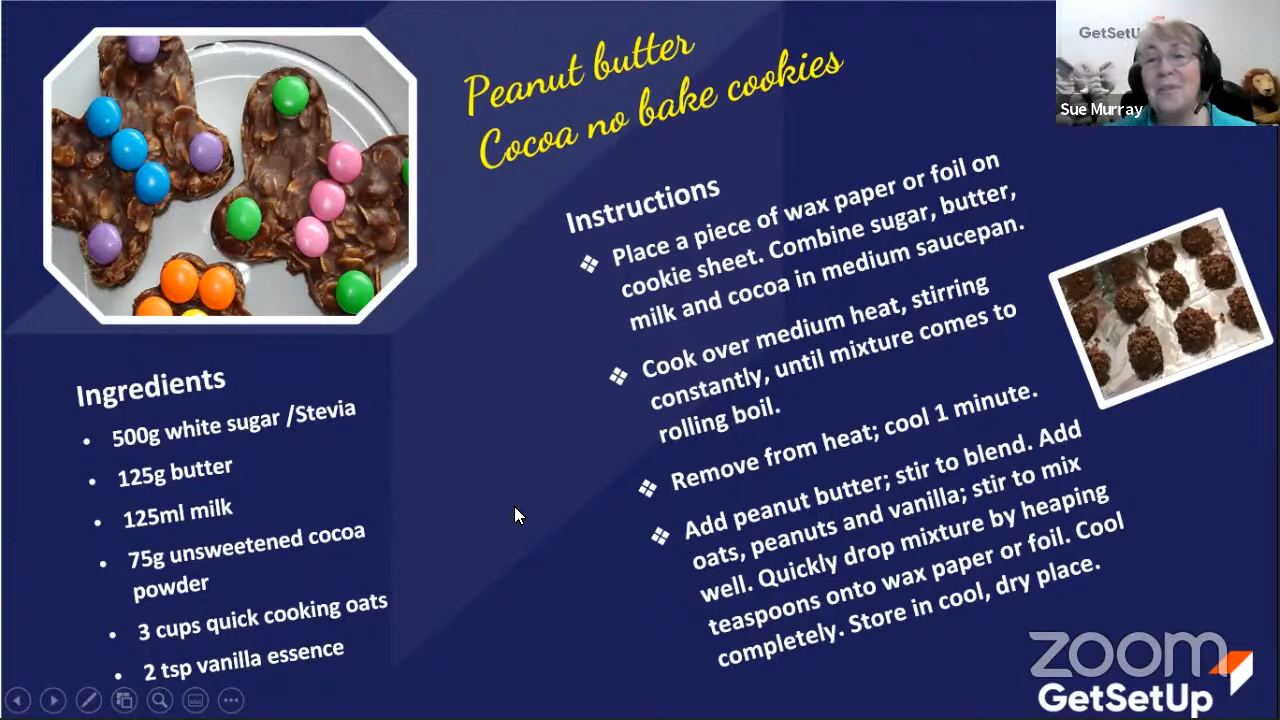 Peanut butter
Cocoa no bake cookies
GetSetU
Sue Murray
Instructions
❖ Place a piece of wax paper or foil on
cookie sheet. Combine sugar, butter,
milk and cocoa in medium saucepan.
❖ Cook over medium heat, stirring
constantly, until mixture comes to
rolling boil.
❖ Remove from heat; cool 1 minute.
❖ Add peanut butter; stir to blend. Add
oats, peanuts and vanilla; stir to mix
well. Quickly drop mixture by heaping
teaspoons onto wax paper or foil. Cool
completely. Store in cool, dry place.
Ingredients
• 500g white sugar /Stevia
• 125g butter
• 125ml milk
• 75g unsweetened cocoa
powder
• 3 cups quick cooking oats
• 2 tsp vanilla essence
zoom
GetSetUp